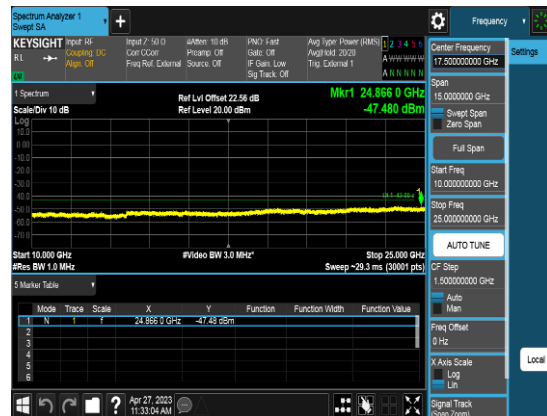 Spectrum Analyzer 1
Swept SA
+
Frequency
KEYSIGHT
Input: RF
Coupling: DC
Align: Off
Input Z: 50 Ω
Corr CCorr
Freq Ref: External
#Atten: 10 dB
Preamp: Off
Source: Off
PNO: Fast
Gate: Off
IF Gain: Low
Sig Track: Off
Avg Type: Power (RMS)
Avg|Hold: 20/20
Trig: External 1
1 2 3 4 5 6
A W W W W W
A N N N N N
RL
LXI
1 Spectrum
Scale/Div 10 dB
Ref Lvl Offset 22.56 dB
Ref Level 20.00 dBm
Mkr1 24.866 0 GHz
-47.480 dBm
Log
10.0
0.00
-10.0
-20.0
-30.0
-40.0
-50.0
-60.0
-70.0
Start 10.000 GHz
#Res BW 1.0 MHz
#Video BW 3.0 MHz*
Stop 25.000 GHz
Sweep ~29.3 ms (30001 pts)
5 Marker Table
Mode Trace Scale X Y Function Function Width Function Value
1 N 1 f 24.866 0 GHz -47.48 dBm
2
3
4
5
6
Apr 27, 2023
11:33:04 AM
Center Frequency
17.500000000 GHz
Span
15.0000000 GHz
Swept Span
Zero Span
Full Span
Start Freq
10.000000000 GHz
Stop Freq
25.000000000 GHz
AUTO TUNE
CF Step
1.500000000 GHz
Auto
Man
Freq Offset
0 Hz
X Axis Scale
Log
Lin
Signal Track
(Span Zoom)
Settings
Local